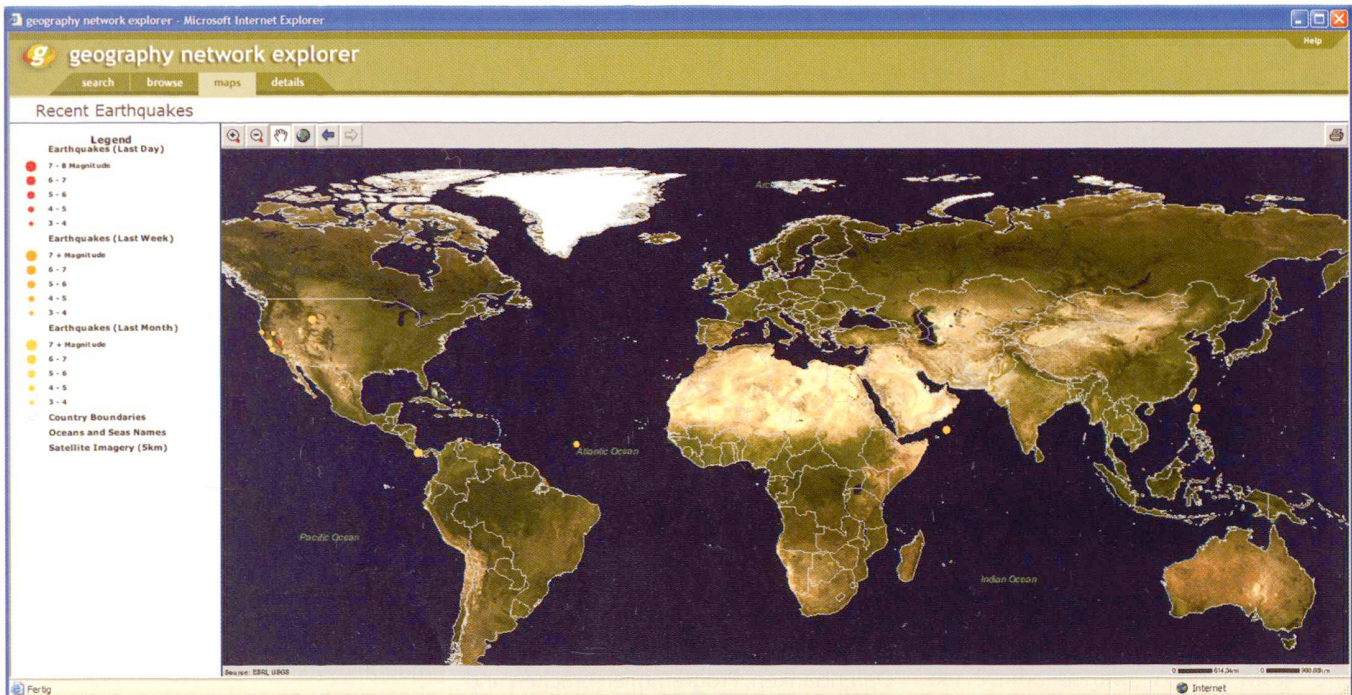 geography network explorer - Microsoft Internet Explorer
Help
g geography network explorer
search browse maps details
Recent Earthquakes
Legend
Earthquakes (Last Day)
7 - 8 Magnitude
6 - 7
5 - 6
4 - 5
3 - 4
Earthquakes (Last Week)
7 + Magnitude
6 - 7
5 - 6
4 - 5
3 - 4
Earthquakes (Last Month)
7 + Magnitude
6 - 7
5 - 6
4 - 5
3 - 4
Country Boundaries
Oceans and Seas Names
Satellite Imagery (5km)
Atlantic Ocean
Pacific Ocean
Indian Ocean
Source: ESRI, USGS
Fertig
Internet